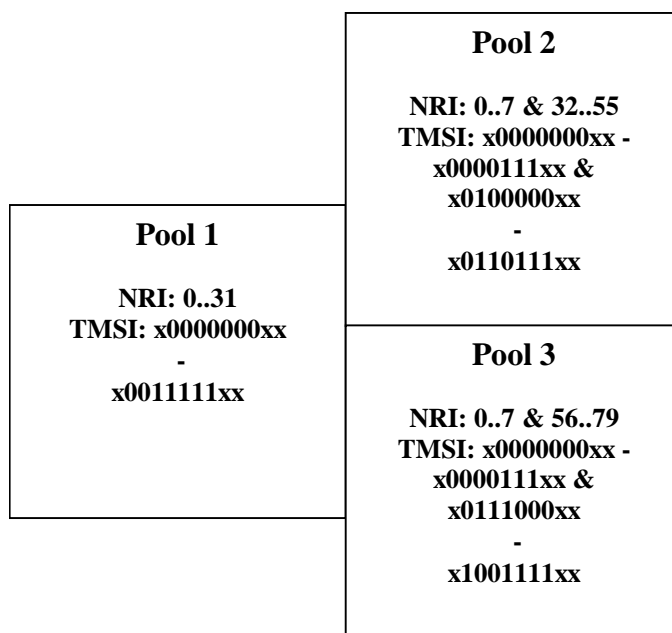 Pool 2
NRI: 0..7 & 32..55
TMSI: x0000000xx -
x0000111xx &
x0100000xx
-
x0110111xx
Pool 1
NRI: 0..31
TMSI: x0000000xx
-
x0011111xx
Pool 3
NRI: 0..7 & 56..79
TMSI: x0000000xx -
x0000111xx &
x0111000xx
-
x1001111xx